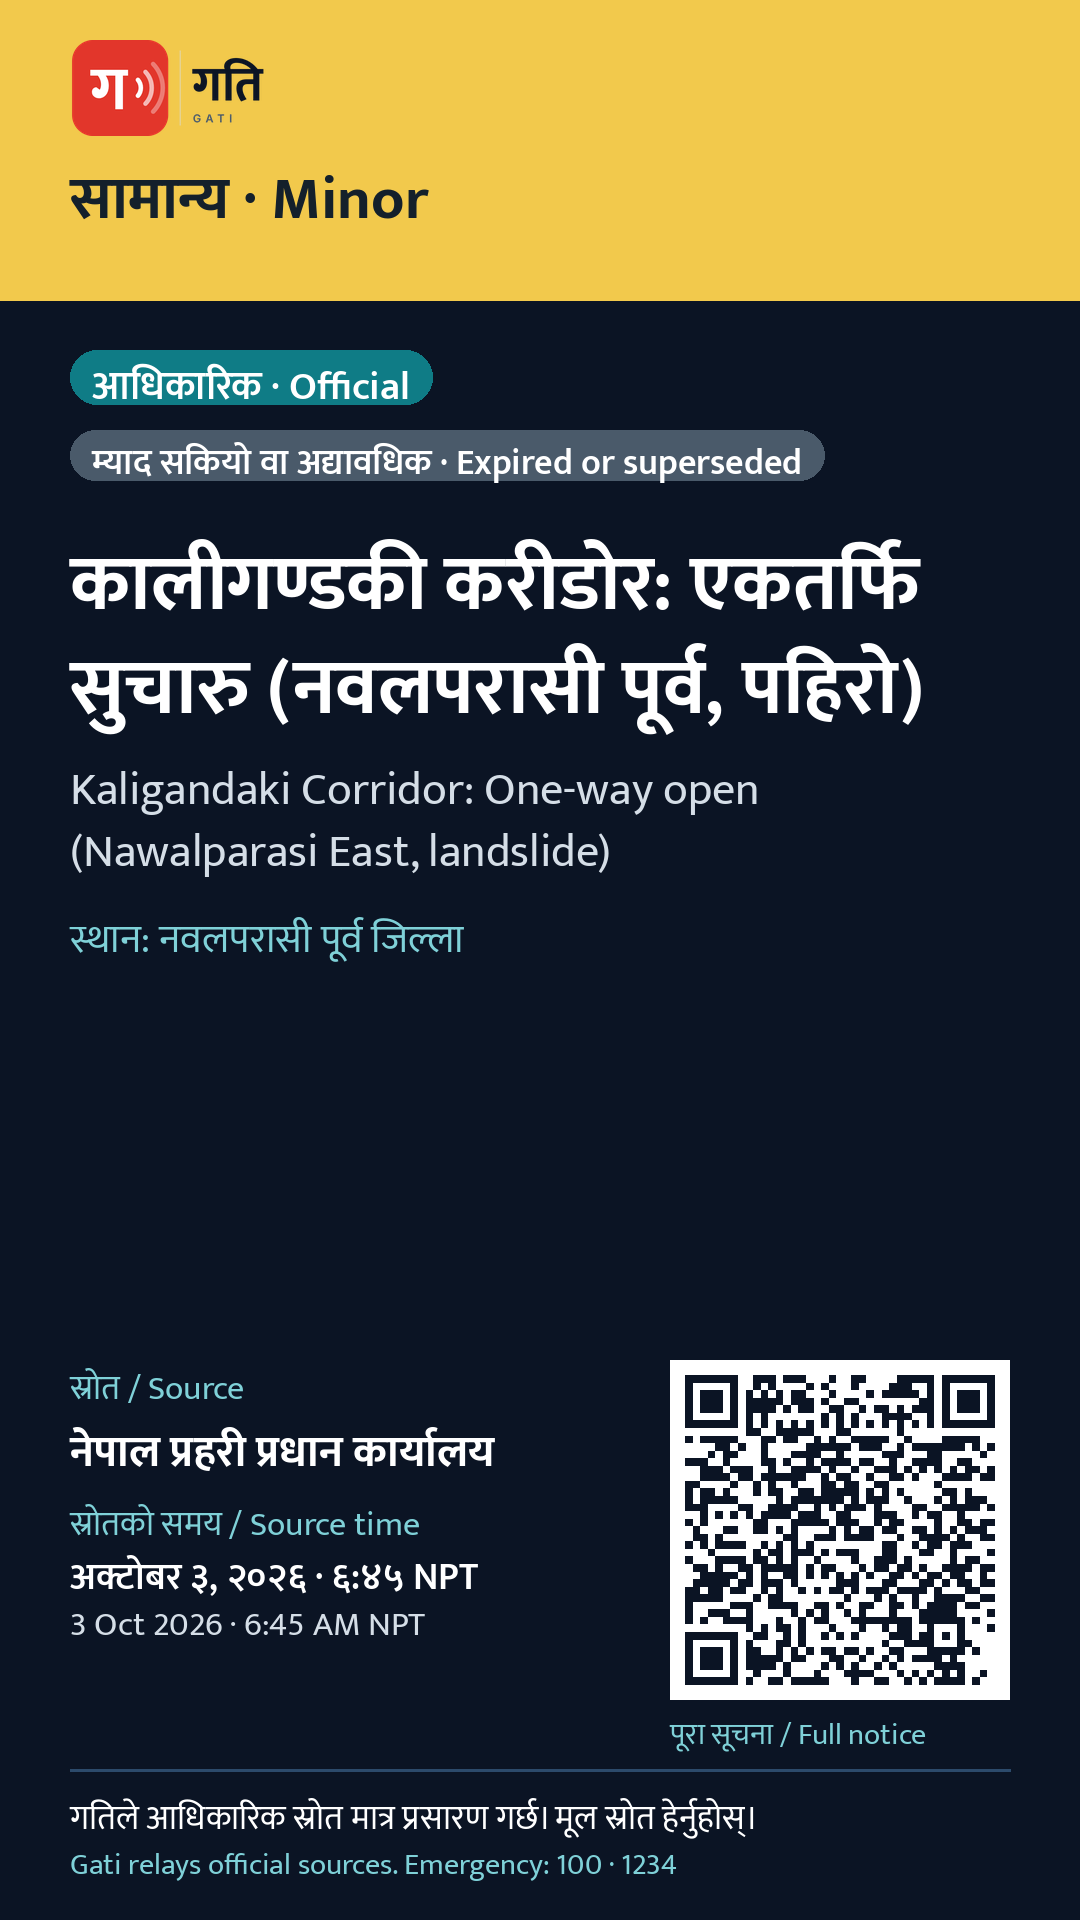 ग
गति
GATI
सामान्य · Minor
आधिकारिक · Official
म्याद सकियो वा अद्यावधिक · Expired or superseded
कालीगण्डकी करीडोर: एकतर्फि
सुचारु (नवलपरासी पूर्व, पहिरो)
Kaligandaki Corridor: One-way open
(Nawalparasi East, landslide)
स्थान: नवलपरासी पूर्व जिल्ला
स्रोत / Source
नेपाल प्रहरी प्रधान कार्यालय
स्रोतको समय / Source time
अक्टोबर ३, २०२६ · ६:४५ NPT
3 Oct 2026 · 6:45 AM NPT
पूरा सूचना / Full notice
गतिले आधिकारिक स्रोत मात्र प्रसारण गर्छ। मूल स्रोत हेर्नुहोस्।
Gati relays official sources. Emergency: 100 · 1234